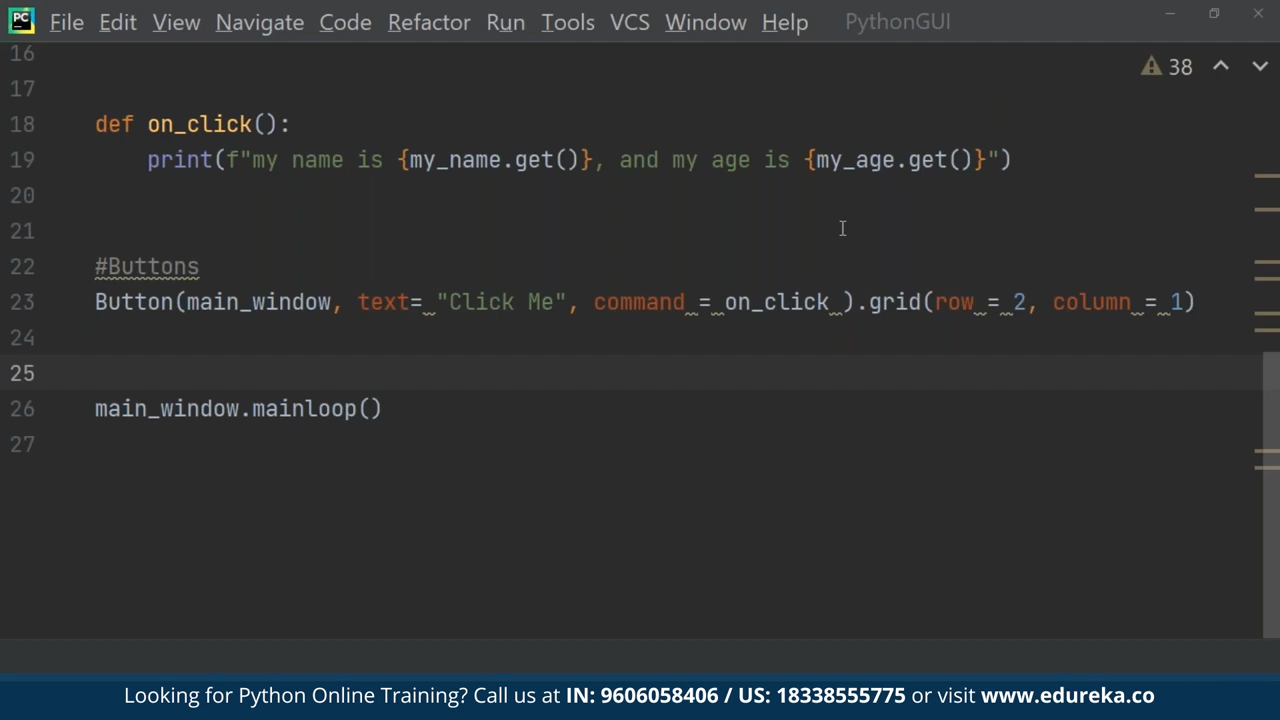 PC File Edit View Navigate Code Refactor Run Tools VCS Window Help PythonGUI
16
38
17
18 def on_click():
19 print(f"my name is {my_name.get()}, and my age is {my_age.get()}")
20
21
22 #Buttons
23 Button(main_window, text= "Click Me", command = on_click ).grid(row = 2, column = 1)
24
25
26 main_window.mainloop()
27
Looking for Python Online Training? Call us at IN: 9606058406 / US: 18338555775 or visit www.edureka.co